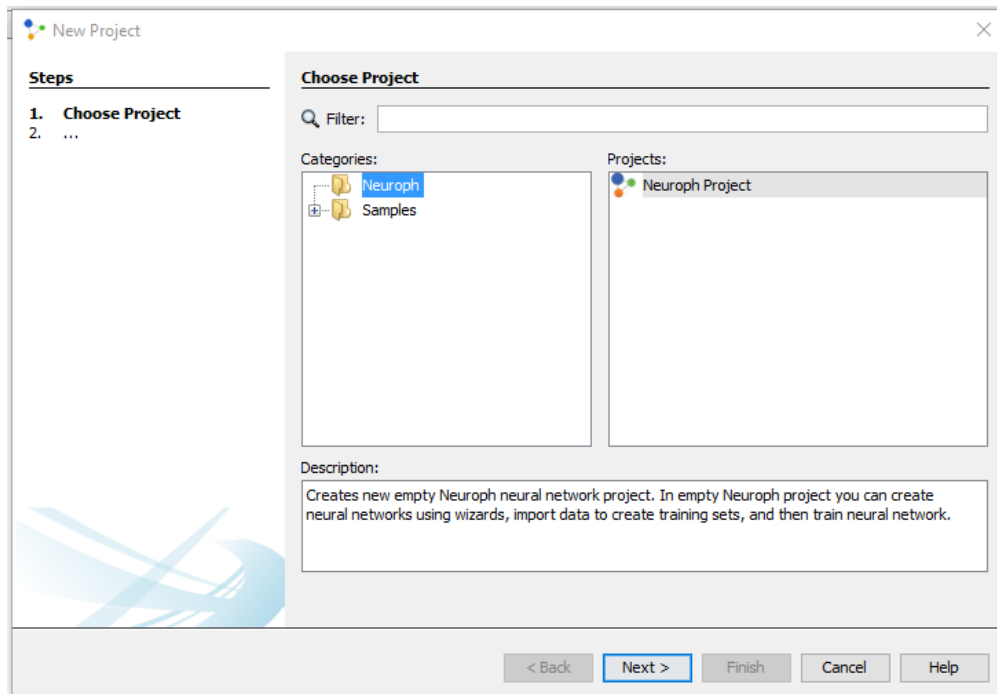 New Project
Steps
1. Choose Project
2. ...
Choose Project
Filter:
Categories:
Neuroph
Samples
Projects:
Neuroph Project
Description:
Creates new empty Neuroph neural network project. In empty Neuroph project you can create
neural networks using wizards, import data to create training sets, and then train neural network.
< Back
Next >
Finish
Cancel
Help